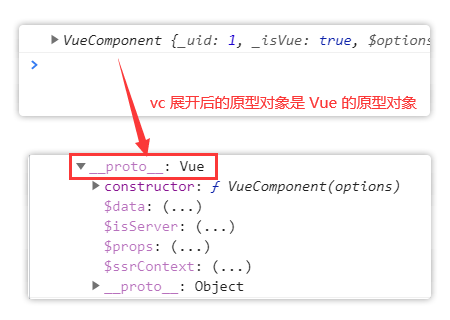 ▶VueComponent {_uid: 1, _isVue: true, $options
>
vc 展开后的原型对象是 Vue 的原型对象
▼__proto__: Vue
▶constructor: ƒ VueComponent(options)
$data: (...)
$isServer: (...)
$props: (...)
$ssrContext: (...)
▶__proto__: Object